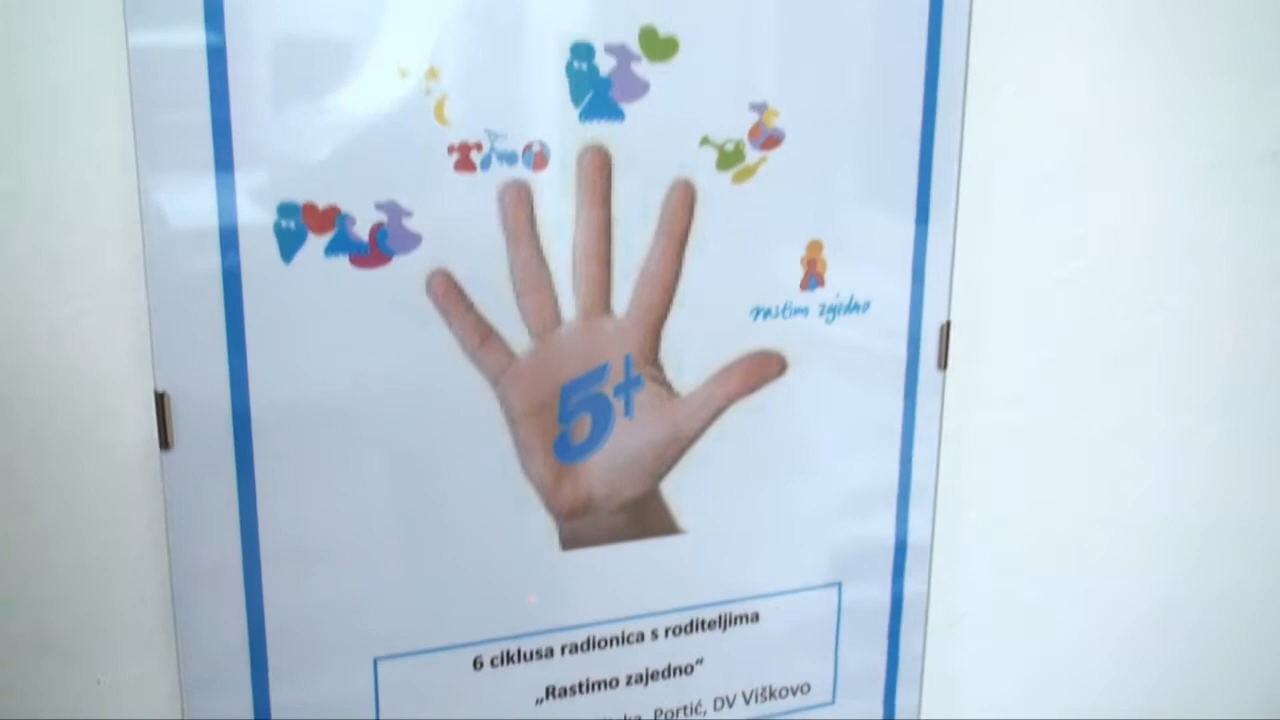 rastimo zajedno
5+
6 ciklusa radionica s roditeljima
„Rastimo zajedno“
Portić, DV Viškovo